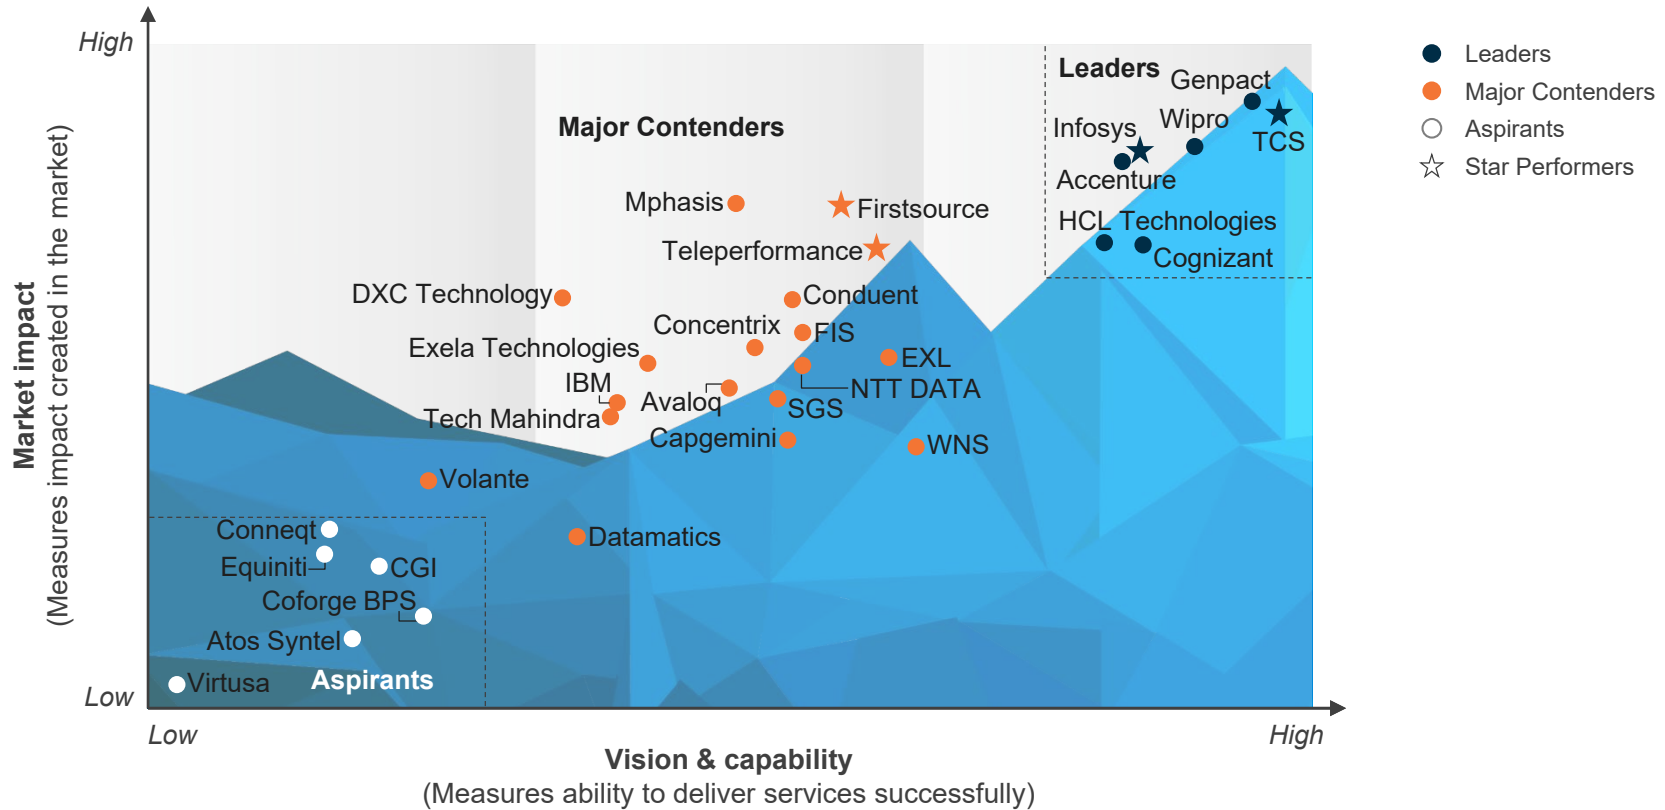 High
Market impact
(Measures impact created in the market)
Low
Low
High
Vision & capability
(Measures ability to deliver services successfully)
Leaders
Genpact
Infosys
Wipro
TCS
Accenture
HCL Technologies
Cognizant
Major Contenders
Mphasis
Firstsource
Teleperformance
DXC Technology
Conduent
Concentrix
FIS
Exela Technologies
EXL
IBM
NTT DATA
Avaloq
SGS
Tech Mahindra
Capgemini
WNS
Volante
Datamatics
Conneqt
Equiniti
CGI
Coforge BPS
Atos Syntel
Virtusa
Aspirants
Leaders
Major Contenders
Aspirants
Star Performers